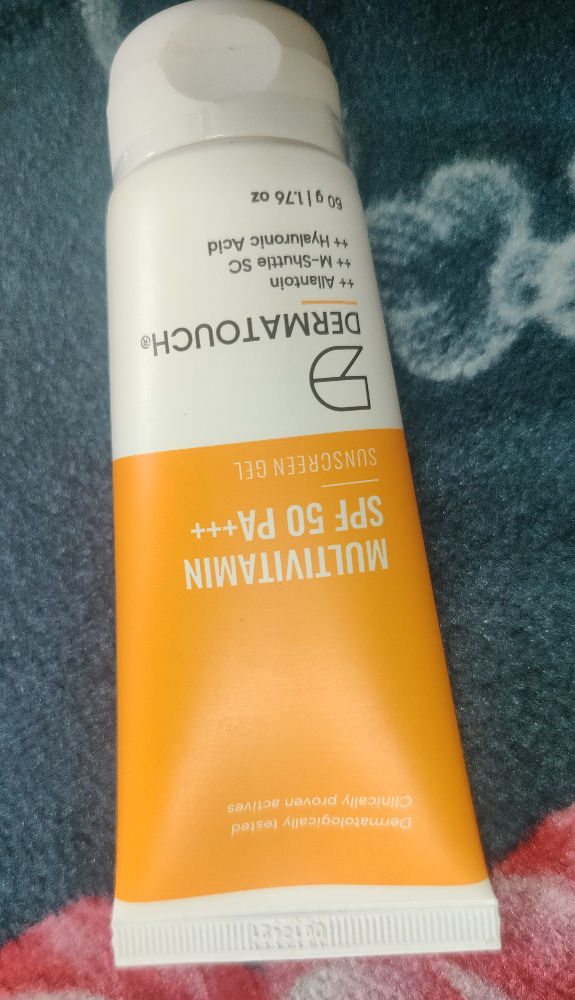 Dermatologically tested
Clinically proven actives
MULTIVITAMIN
SPF 50 PA+++
SUNSCREEN GEL
DERMATOUCH®
++ Allantoin
++ M-Shuttle SC
++ Hyaluronic Acid
50 g | 1.76 oz